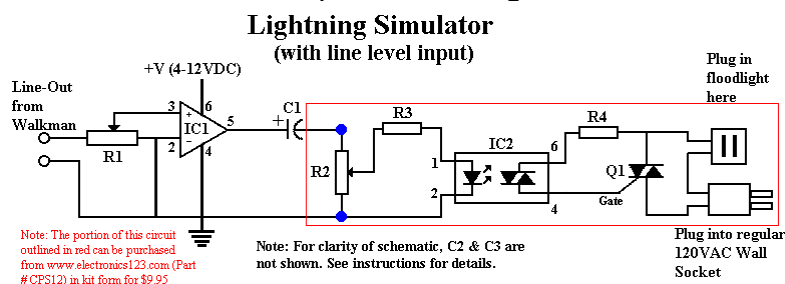 Lightning Simulator
(with line level input)
+V (4-12VDC)
Plug in
floodlight
here
Line-Out
from
Walkman
3
6
+
IC1
5
2
-
4
R1
C1
+
R2
R3
1
2
IC2
6
4
R4
Q1
Gate
Plug into regular
120VAC Wall
Socket
Note: The portion of this circuit
outlined in red can be purchased
from www.electronics123.com (Part
# CPS12) in kit form for $9.95
Note: For clarity of schematic, C2 & C3 are
not shown. See instructions for details.